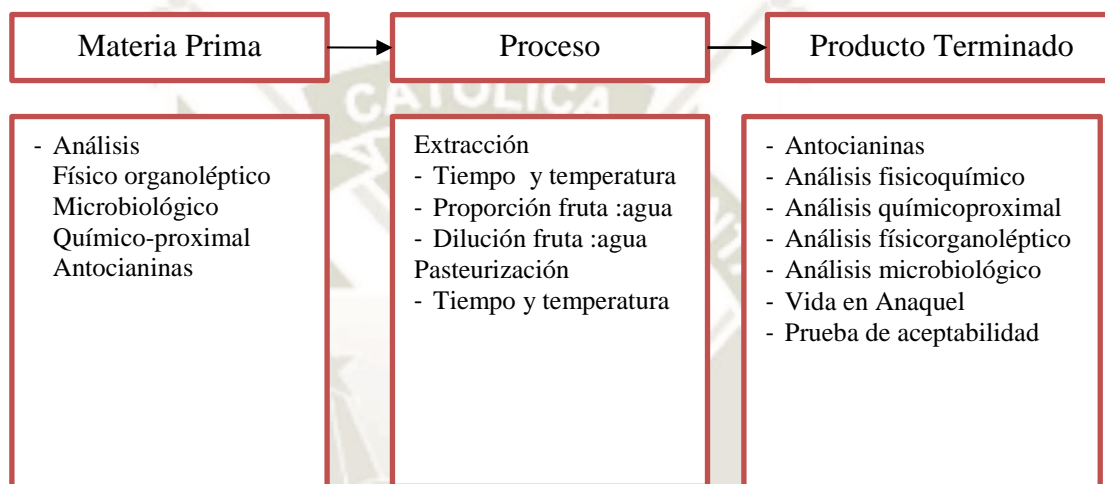 Materia Prima
Proceso
Producto Terminado
- Análisis
Físico organoléptico
Microbiológico
Químico-proximal
Antocianinas
Extracción
- Tiempo y temperatura
- Proporción fruta :agua
- Dilución fruta :agua
Pasteurización
- Tiempo y temperatura
- Antocianinas
- Análisis fisicoquímico
- Análisis químicoproximal
- Análisis físicorganoléptico
- Análisis microbiológico
- Vida en Anaquel
- Prueba de aceptabilidad
CATOLICA